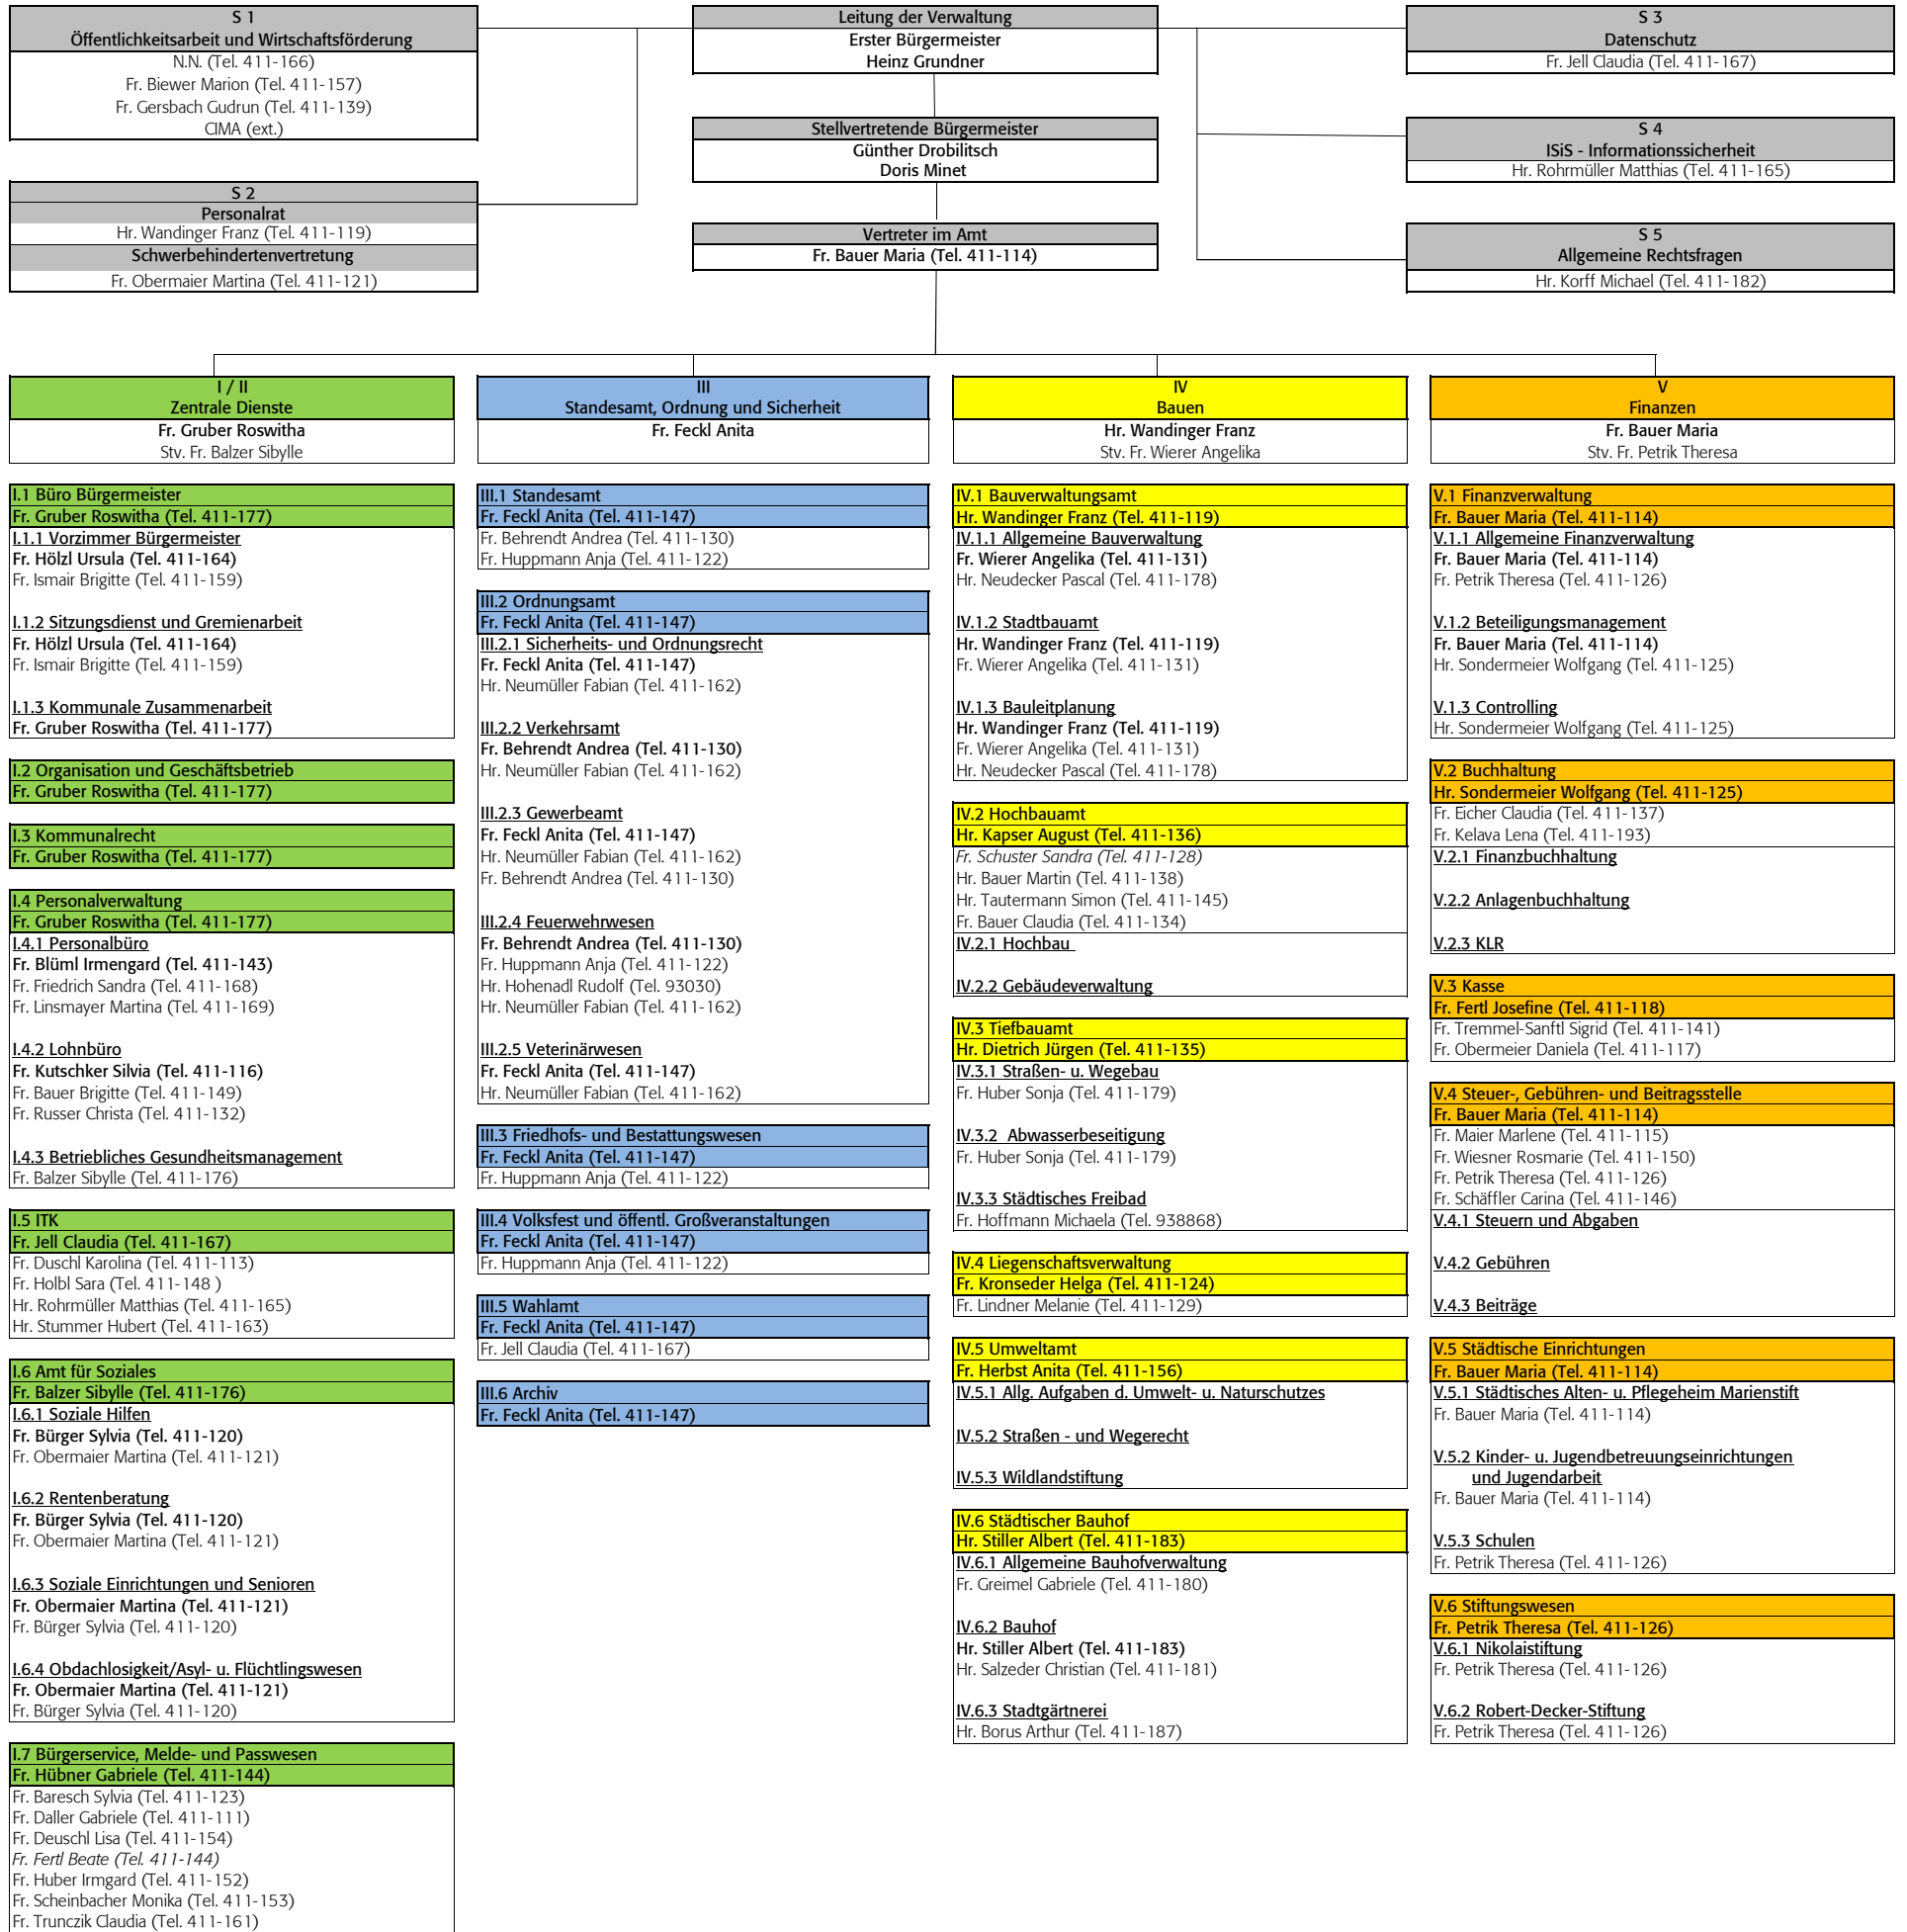 S 1
Öffentlichkeitsarbeit und Wirtschaftsförderung
N.N. (Tel. 411-166)
Fr. Biewer Marion (Tel. 411-157)
Fr. Gersbach Gudrun (Tel. 411-139)
CIMA (ext.)
S 2
Personalrat
Hr. Wandinger Franz (Tel. 411-119)
Schwerbehindertenvertretung
Fr. Obermaier Martina (Tel. 411-121)
Leitung der Verwaltung
Erster Bürgermeister
Heinz Grundner
Stellvertretende Bürgermeister
Günther Drobilitsch
Doris Minet
Vertreter im Amt
Fr. Bauer Maria (Tel. 411-114)
S 3
Datenschutz
Fr. Jell Claudia (Tel. 411-167)
S 4
ISiS - Informationssicherheit
Hr. Rohrmüller Matthias (Tel. 411-165)
S 5
Allgemeine Rechtsfragen
Hr. Korff Michael (Tel. 411-182)
I / II
Zentrale Dienste
Fr. Gruber Roswitha
Stv. Fr. Balzer Sibylle
I.1 Büro Bürgermeister
Fr. Gruber Roswitha (Tel. 411-177)
I.1.1 Vorzimmer Bürgermeister
Fr. Hölzl Ursula (Tel. 411-164)
Fr. Ismair Brigitte (Tel. 411-159)
I.1.2 Sitzungsdienst und Gremienarbeit
Fr. Hölzl Ursula (Tel. 411-164)
Fr. Ismair Brigitte (Tel. 411-159)
I.1.3 Kommunale Zusammenarbeit
Fr. Gruber Roswitha (Tel. 411-177)
I.2 Organisation und Geschäftsbetrieb
Fr. Gruber Roswitha (Tel. 411-177)
I.3 Kommunalrecht
Fr. Gruber Roswitha (Tel. 411-177)
I.4 Personalverwaltung
Fr. Gruber Roswitha (Tel. 411-177)
I.4.1 Personalbüro
Fr. Blüml Irmengard (Tel. 411-143)
Fr. Friedrich Sandra (Tel. 411-168)
Fr. Linsmayer Martina (Tel. 411-169)
I.4.2 Lohnbüro
Fr. Kutschker Silvia (Tel. 411-116)
Fr. Bauer Brigitte (Tel. 411-149)
Fr. Russer Christa (Tel. 411-132)
I.4.3 Betriebliches Gesundheitsmanagement
Fr. Balzer Sibylle (Tel. 411-176)
I.5 ITK
Fr. Jell Claudia (Tel. 411-167)
Fr. Duschl Karolina (Tel. 411-113)
Fr. Holbl Sara (Tel. 411-148 )
Hr. Rohrmüller Matthias (Tel. 411-165)
Hr. Stummer Hubert (Tel. 411-163)
I.6 Amt für Soziales
Fr. Balzer Sibylle (Tel. 411-176)
I.6.1 Soziale Hilfen
Fr. Bürger Sylvia (Tel. 411-120)
Fr. Obermaier Martina (Tel. 411-121)
I.6.2 Rentenberatung
Fr. Bürger Sylvia (Tel. 411-120)
Fr. Obermaier Martina (Tel. 411-121)
I.6.3 Soziale Einrichtungen und Senioren
Fr. Obermaier Martina (Tel. 411-121)
Fr. Bürger Sylvia (Tel. 411-120)
I.6.4 Obdachlosigkeit/Asyl- u. Flüchtlingswesen
Fr. Obermaier Martina (Tel. 411-121)
Fr. Bürger Sylvia (Tel. 411-120)
I.7 Bürgerservice, Melde- und Passwesen
Fr. Hübner Gabriele (Tel. 411-144)
Fr. Baresch Sylvia (Tel. 411-123)
Fr. Daller Gabriele (Tel. 411-111)
Fr. Deuschl Lisa (Tel. 411-154)
Fr. Fertl Beate (Tel. 411-144)
Fr. Huber Irmgard (Tel. 411-152)
Fr. Scheinbacher Monika (Tel. 411-153)
Fr. Trunczik Claudia (Tel. 411-161)
III
Standesamt, Ordnung und Sicherheit
Fr. Feckl Anita
III.1 Standesamt
Fr. Feckl Anita (Tel. 411-147)
Fr. Behrendt Andrea (Tel. 411-130)
Fr. Huppmann Anja (Tel. 411-122)
III.2 Ordnungsamt
Fr. Feckl Anita (Tel. 411-147)
III.2.1 Sicherheits- und Ordnungsrecht
Fr. Feckl Anita (Tel. 411-147)
Hr. Neumüller Fabian (Tel. 411-162)
III.2.2 Verkehrsamt
Fr. Behrendt Andrea (Tel. 411-130)
Hr. Neumüller Fabian (Tel. 411-162)
III.2.3 Gewerbeamt
Fr. Feckl Anita (Tel. 411-147)
Hr. Neumüller Fabian (Tel. 411-162)
Fr. Behrendt Andrea (Tel. 411-130)
III.2.4 Feuerwehrwesen
Fr. Behrendt Andrea (Tel. 411-130)
Fr. Huppmann Anja (Tel. 411-122)
Hr. Hohenadl Rudolf (Tel. 93030)
Hr. Neumüller Fabian (Tel. 411-162)
III.2.5 Veterinärwesen
Fr. Feckl Anita (Tel. 411-147)
Hr. Neumüller Fabian (Tel. 411-162)
III.3 Friedhofs- und Bestattungswesen
Fr. Feckl Anita (Tel. 411-147)
Fr. Huppmann Anja (Tel. 411-122)
III.4 Volksfest und öffentl. Großveranstaltungen
Fr. Feckl Anita (Tel. 411-147)
Fr. Huppmann Anja (Tel. 411-122)
III.5 Wahlamt
Fr. Feckl Anita (Tel. 411-147)
Fr. Jell Claudia (Tel. 411-167)
III.6 Archiv
Fr. Feckl Anita (Tel. 411-147)
IV
Bauen
Hr. Wandinger Franz
Stv. Fr. Wierer Angelika
IV.1 Bauverwaltungsamt
Hr. Wandinger Franz (Tel. 411-119)
IV.1.1 Allgemeine Bauverwaltung
Fr. Wierer Angelika (Tel. 411-131)
Hr. Neudecker Pascal (Tel. 411-178)
IV.1.2 Stadtbauamt
Hr. Wandinger Franz (Tel. 411-119)
Fr. Wierer Angelika (Tel. 411-131)
IV.1.3 Bauleitplanung
Hr. Wandinger Franz (Tel. 411-119)
Fr. Wierer Angelika (Tel. 411-131)
Hr. Neudecker Pascal (Tel. 411-178)
IV.2 Hochbauamt
Hr. Kapser August (Tel. 411-136)
Fr. Schuster Sandra (Tel. 411-128)
Hr. Bauer Martin (Tel. 411-138)
Hr. Tautermann Simon (Tel. 411-145)
Fr. Bauer Claudia (Tel. 411-134)
IV.2.1 Hochbau
IV.2.2 Gebäudeverwaltung
IV.3 Tiefbauamt
Hr. Dietrich Jürgen (Tel. 411-135)
IV.3.1 Straßen- u. Wegebau
Fr. Huber Sonja (Tel. 411-179)
IV.3.2 Abwasserbeseitigung
Fr. Huber Sonja (Tel. 411-179)
IV.3.3 Städtisches Freibad
Fr. Hoffmann Michaela (Tel. 938868)
IV.4 Liegenschaftsverwaltung
Fr. Kronseder Helga (Tel. 411-124)
Fr. Lindner Melanie (Tel. 411-129)
IV.5 Umweltamt
Fr. Herbst Anita (Tel. 411-156)
IV.5.1 Allg. Aufgaben d. Umwelt- u. Naturschutzes
IV.5.2 Straßen - und Wegerecht
IV.5.3 Wildlandstiftung
IV.6 Städtischer Bauhof
Hr. Stiller Albert (Tel. 411-183)
IV.6.1 Allgemeine Bauhofverwaltung
Fr. Greimel Gabriele (Tel. 411-180)
IV.6.2 Bauhof
Hr. Stiller Albert (Tel. 411-183)
Hr. Salzeder Christian (Tel. 411-181)
IV.6.3 Stadtgärtnerei
Hr. Borus Arthur (Tel. 411-187)
V
Finanzen
Fr. Bauer Maria
Stv. Fr. Petrik Theresa
V.1 Finanzverwaltung
Fr. Bauer Maria (Tel. 411-114)
V.1.1 Allgemeine Finanzverwaltung
Fr. Bauer Maria (Tel. 411-114)
Fr. Petrik Theresa (Tel. 411-126)
V.1.2 Beteiligungsmanagement
Fr. Bauer Maria (Tel. 411-114)
Hr. Sondermeier Wolfgang (Tel. 411-125)
V.1.3 Controlling
Hr. Sondermeier Wolfgang (Tel. 411-125)
V.2 Buchhaltung
Hr. Sondermeier Wolfgang (Tel. 411-125)
Fr. Eicher Claudia (Tel. 411-137)
Fr. Kelava Lena (Tel. 411-193)
V.2.1 Finanzbuchhaltung
V.2.2 Anlagenbuchhaltung
V.2.3 KLR
V.3 Kasse
Fr. Fertl Josefine (Tel. 411-118)
Fr. Tremmel-Sanftl Sigrid (Tel. 411-141)
Fr. Obermeier Daniela (Tel. 411-117)
V.4 Steuer-, Gebühren- und Beitragsstelle
Fr. Bauer Maria (Tel. 411-114)
Fr. Maier Marlene (Tel. 411-115)
Fr. Wiesner Rosmarie (Tel. 411-150)
Fr. Petrik Theresa (Tel. 411-126)
Fr. Schäffler Carina (Tel. 411-146)
V.4.1 Steuern und Abgaben
V.4.2 Gebühren
V.4.3 Beiträge
V.5 Städtische Einrichtungen
Fr. Bauer Maria (Tel. 411-114)
V.5.1 Städtisches Alten- u. Pflegeheim Marienstift
Fr. Bauer Maria (Tel. 411-114)
V.5.2 Kinder- u. Jugendbetreuungseinrichtungen
und Jugendarbeit
Fr. Bauer Maria (Tel. 411-114)
V.5.3 Schulen
Fr. Petrik Theresa (Tel. 411-126)
V.6 Stiftungswesen
Fr. Petrik Theresa (Tel. 411-126)
V.6.1 Nikolaistiftung
Fr. Petrik Theresa (Tel. 411-126)
V.6.2 Robert-Decker-Stiftung
Fr. Petrik Theresa (Tel. 411-126)